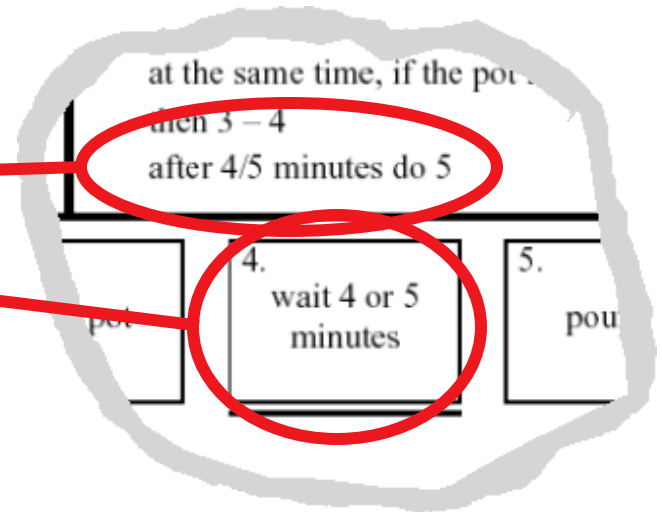 at the same time, if the pot
then 3 – 4
after 4/5 minutes do 5
pot
4.
wait 4 or 5
minutes
5.
pou